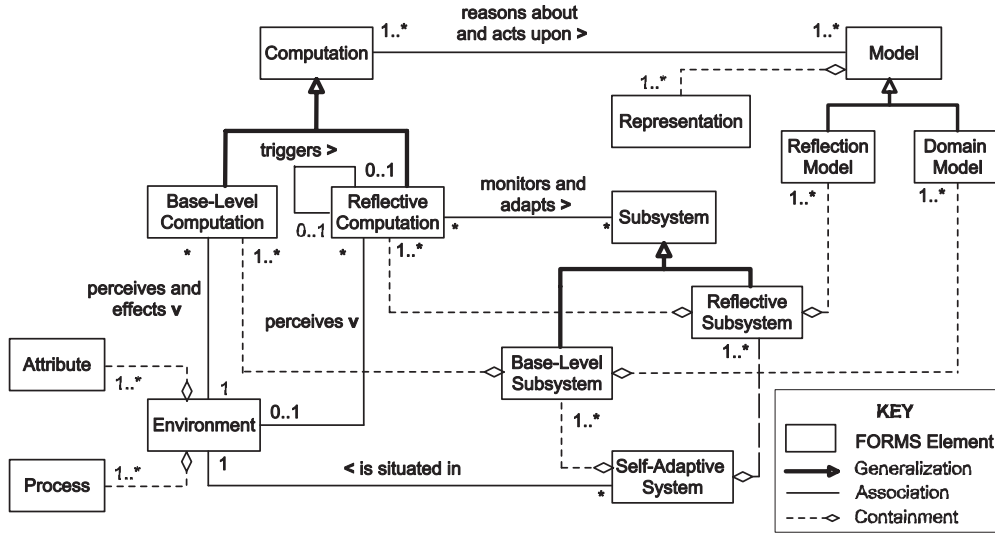 reasons about
and acts upon >
1..*
1..*
Computation
Model
1..*
Representation
Reflection
Model
Domain
Model
triggers >
0..1
0..1
Base-Level
Computation
Reflective
Computation
monitors and
adapts >
Subsystem
1..*
1..*
*
*
*
1..*
*
1..*
perceives and
effects v
perceives v
Reflective
Subsystem
1..*
Attribute
1..*
Base-Level
Subsystem
1
0..1
Environment
1..*
1
< is situated in
*
Process
1..*
Self-Adaptive
System
KEY
FORMS Element
Generalization
Association
Containment